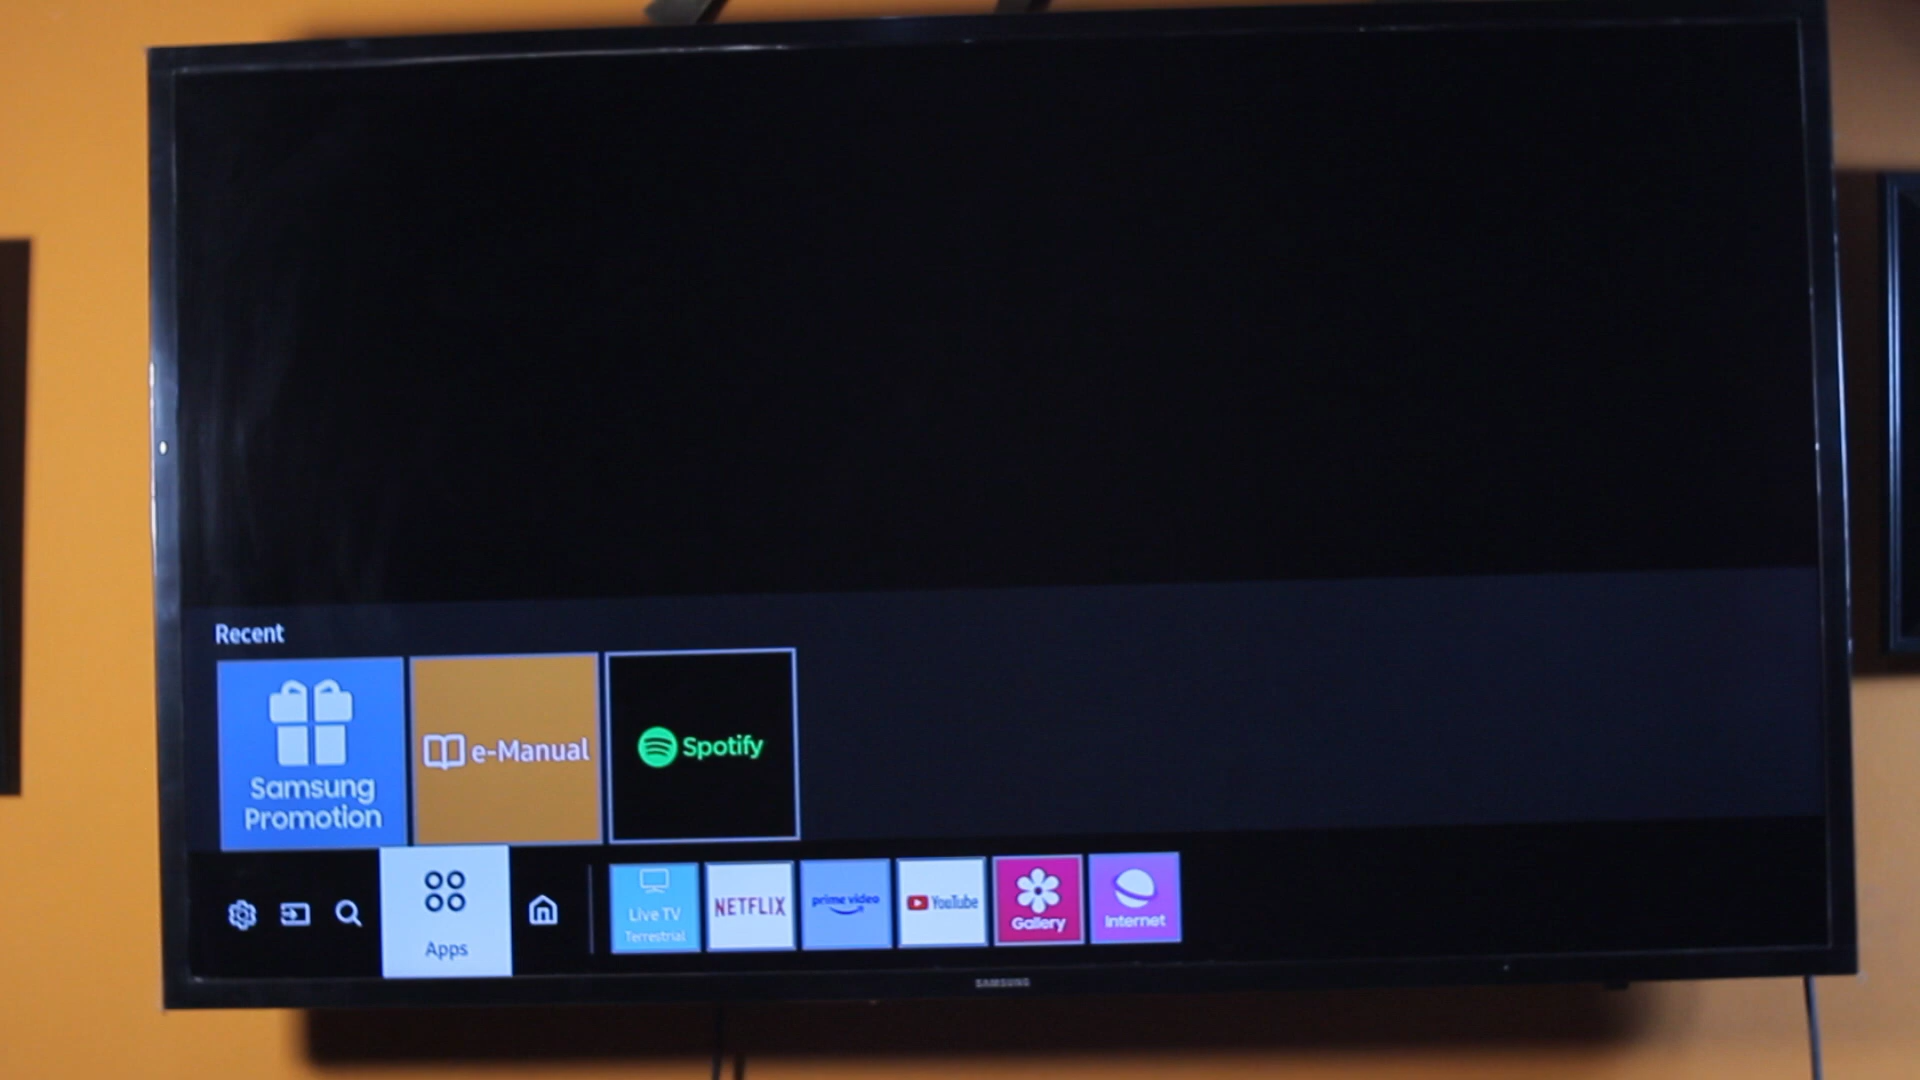 Recent
Samsung
Promotion
e-Manual
Spotify
Apps
Live TV
Terrestrial
NETFLIX
prime video
YouTube
Gallery
Internet
SAMSUNG